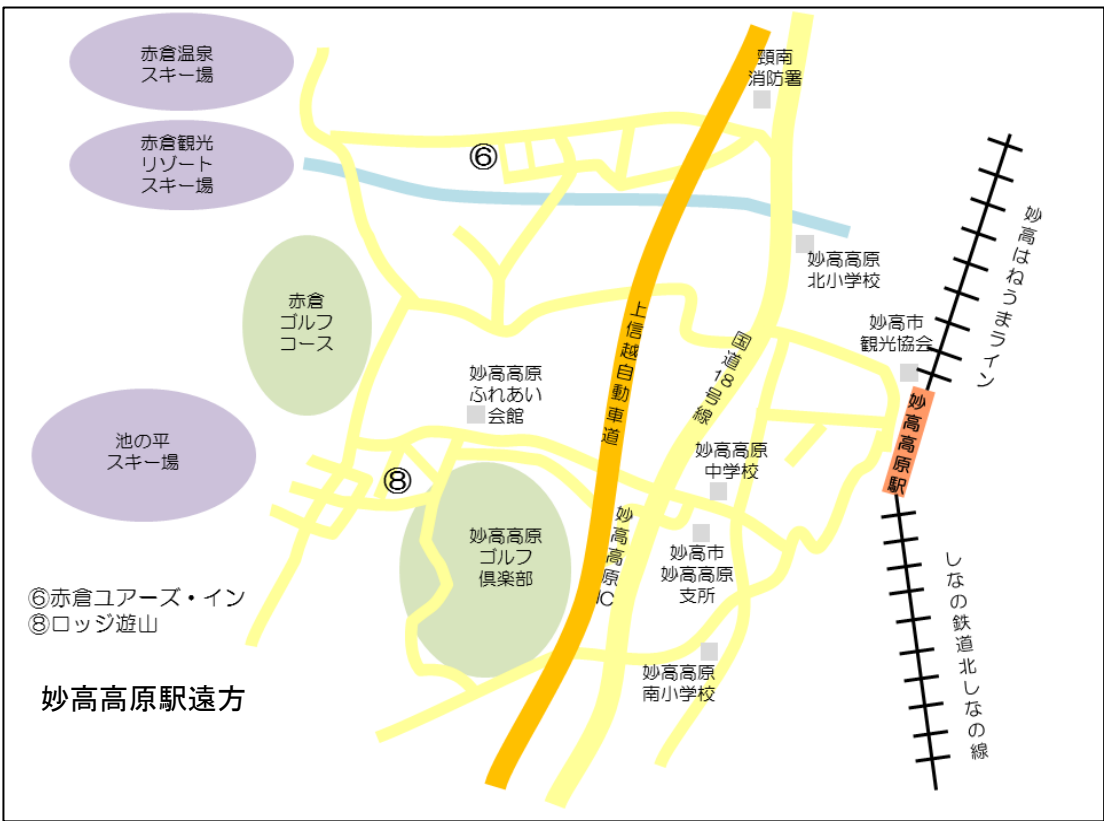 赤倉温泉
スキー場
頸南
消防署
赤倉観光
リゾート
スキー場
⑥
妙高はねうまライン
妙高高原
北小学校
赤倉
ゴルフ
コース
上信越自動車道
国道18号線
妙高市
観光協会
妙高高原
ふれあい
会館
妙高高原駅
池の平
スキー場
⑧
妙高高原
中学校
妙高高原IC
妙高高原
ゴルフ
倶楽部
妙高市
妙高高原
支所
しなの鉄道北しなの線
⑥赤倉ユアーズ・イン
⑧ロッジ遊山
妙高高原
南小学校
妙高高原駅遠方